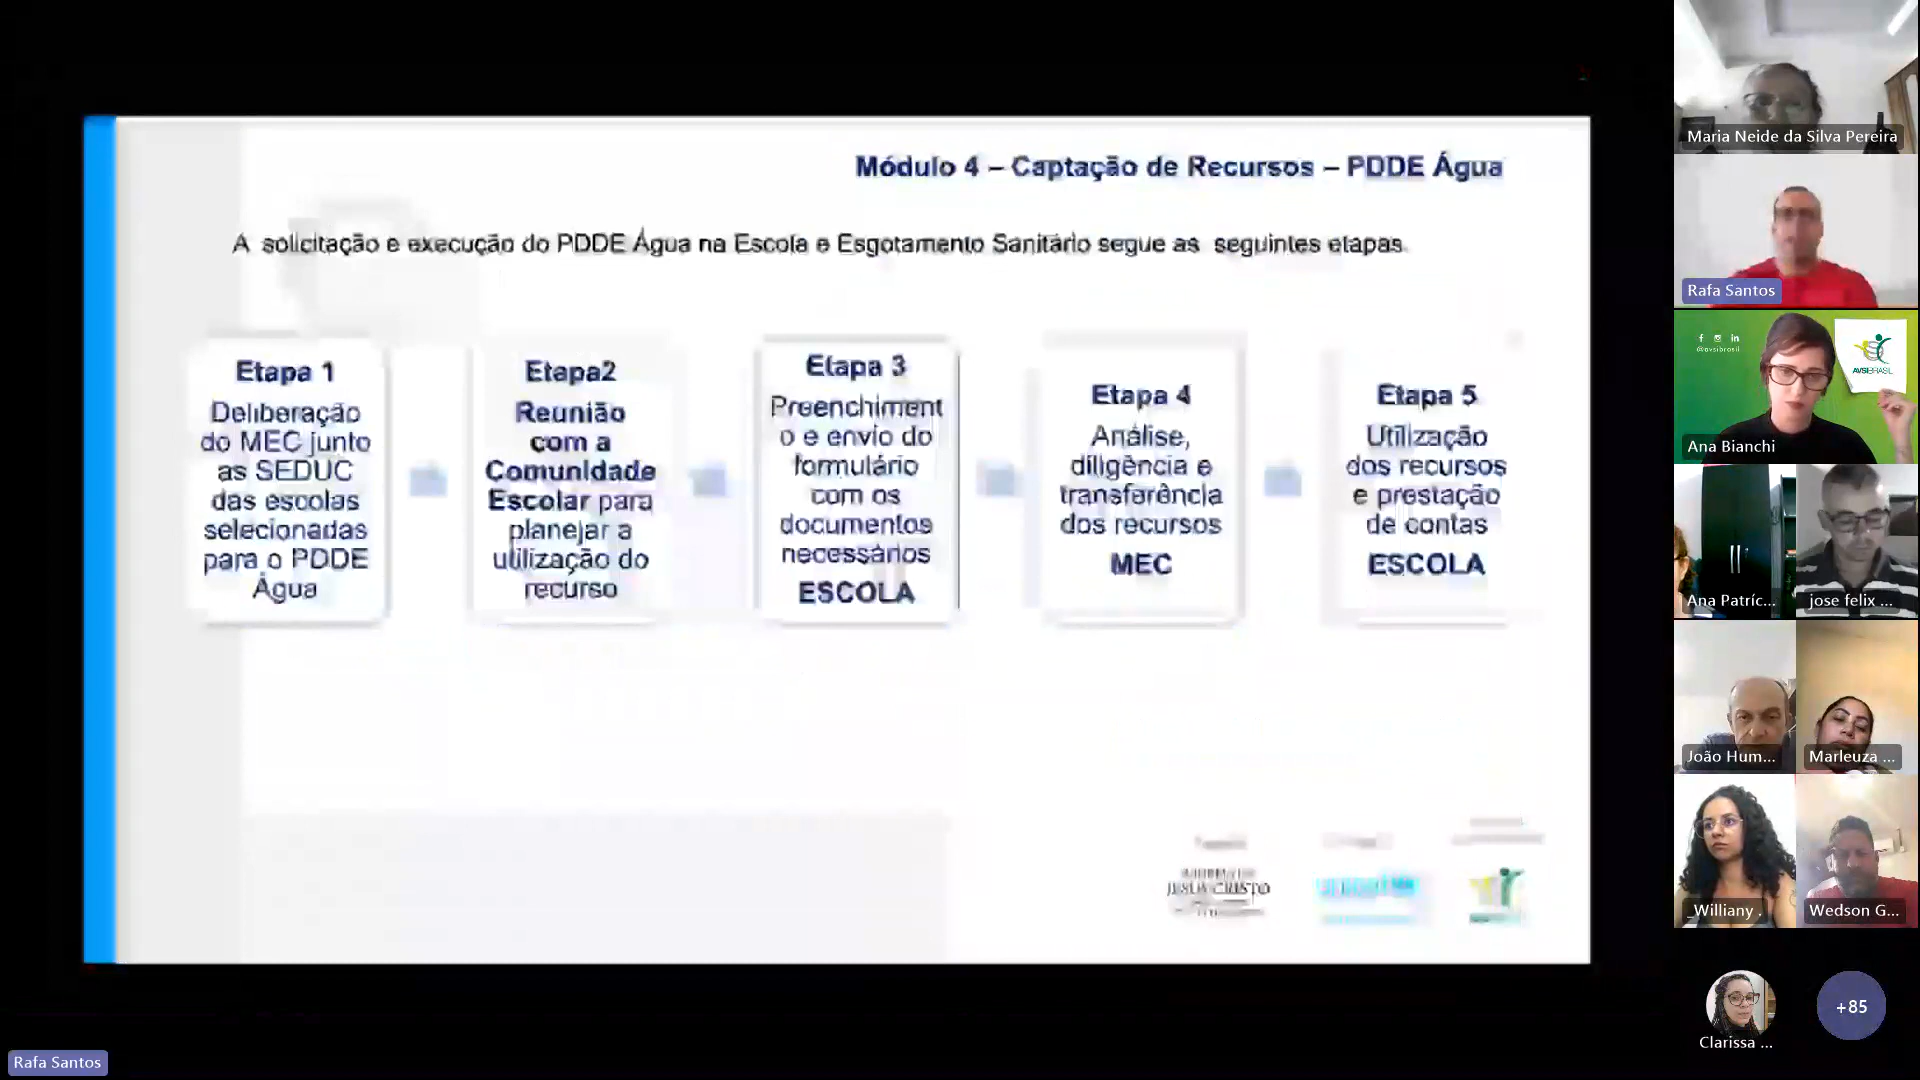 Módulo 4 – Captação de Recursos – PDDE Água
A solicitação e execução do PDDE Água na Escola e Esgotamento Sanitário segue as seguintes etapas.
Etapa 1
Deliberação
do MEC junto
as SEDUC
das escolas
selecionadas
para o PDDE
Água
Etapa2
Reunião
com a
Comunidade
Escolar para
planejar a
utilização do
recurso
Etapa 3
Preenchiment
o e envio do
formulário
com os
documentos
necessários
ESCOLA
Etapa 4
Análise,
diligência e
transferência
dos recursos
MEC
Etapa 5
Utilização
dos recursos
e prestação
de contas
ESCOLA
JESUS CRISTO
Maria Neide da Silva Pereira
Rafa Santos
@avsibrasil
AVSIBRASIL
Ana Bianchi
Ana Patríc...
jose felix ...
João Hum...
Marleuza ...
_Williany .
Wedson G...
Clarissa ...
+85
Rafa Santos